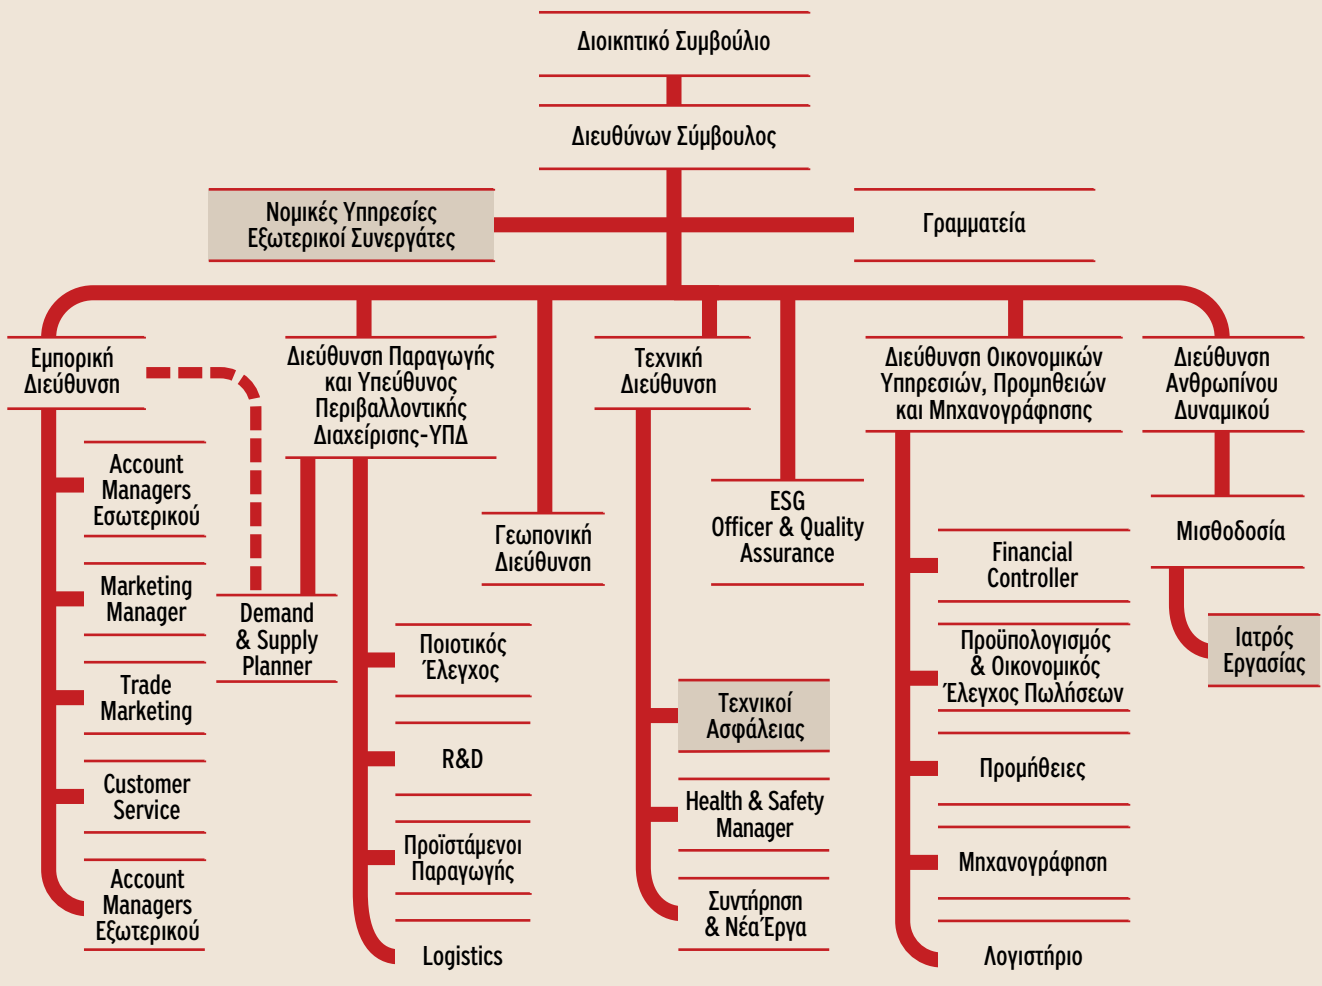 Διοικητικό Συμβούλιο
Διευθύνων Σύμβουλος
Νομικές Υπηρεσίες
Εξωτερικοί Συνεργάτες
Γραμματεία
Εμπορική
Διεύθυνση
Διεύθυνση Παραγωγής
και Υπεύθυνος
Περιβαλλοντικής
Διαχείρισης-ΥΠΔ
Τεχνική
Διεύθυνση
Διεύθυνση Οικονομικών
Υπηρεσιών, Προμηθειών
και Μηχανογράφησης
Διεύθυνση
Ανθρωπίνου
Δυναμικού
Account
Managers
Εσωτερικού
Marketing
Manager
Trade
Marketing
Customer
Service
Account
Managers
Εξωτερικού
Demand
& Supply
Planner
Ποιοτικός
Έλεγχος
R&D
Προϊστάμενοι
Παραγωγής
Logistics
Γεωπονική
Διεύθυνση
Τεχνικοί
Ασφάλειας
Health & Safety
Manager
Συντήρηση
& Νέα Έργα
ESG
Officer & Quality
Assurance
Financial
Controller
Προϋπολογισμός
& Οικονομικός
Έλεγχος Πωλήσεων
Προμήθειες
Μηχανογράφηση
Λογιστήριο
Μισθοδοσία
Ιατρός
Εργασίας